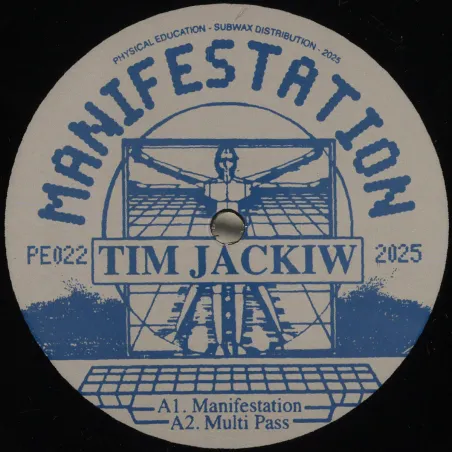 PHYSICAL EDUCATION - SUBWAX DISTRIBUTION - 2025
MANIFESTATION
PE022
TIM JACKIW
2025
A1. Manifestation
A2. Multi Pass